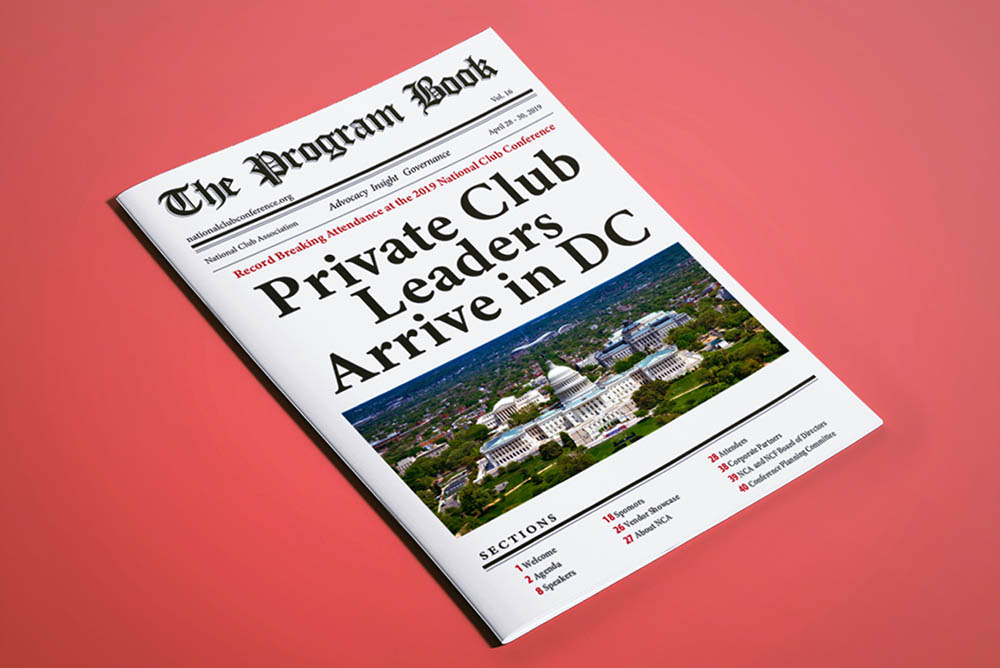 The Program Book
nationalclubconference.org
Vol. 16
National Club Association
Advocacy Insight Governance
April 28 - 30, 2019
Record Breaking Attendance at the 2019 National Club Conference
Private Club
Leaders
Arrive in DC
SECTIONS
1 Welcome
2 Agenda
8 Speakers
18 Sponsors
26 Vendor Showcase
27 About NCA
28 Attendees
38 Corporate Partners
39 NCA and NCF Board of Directors
40 Conference Planning Committee